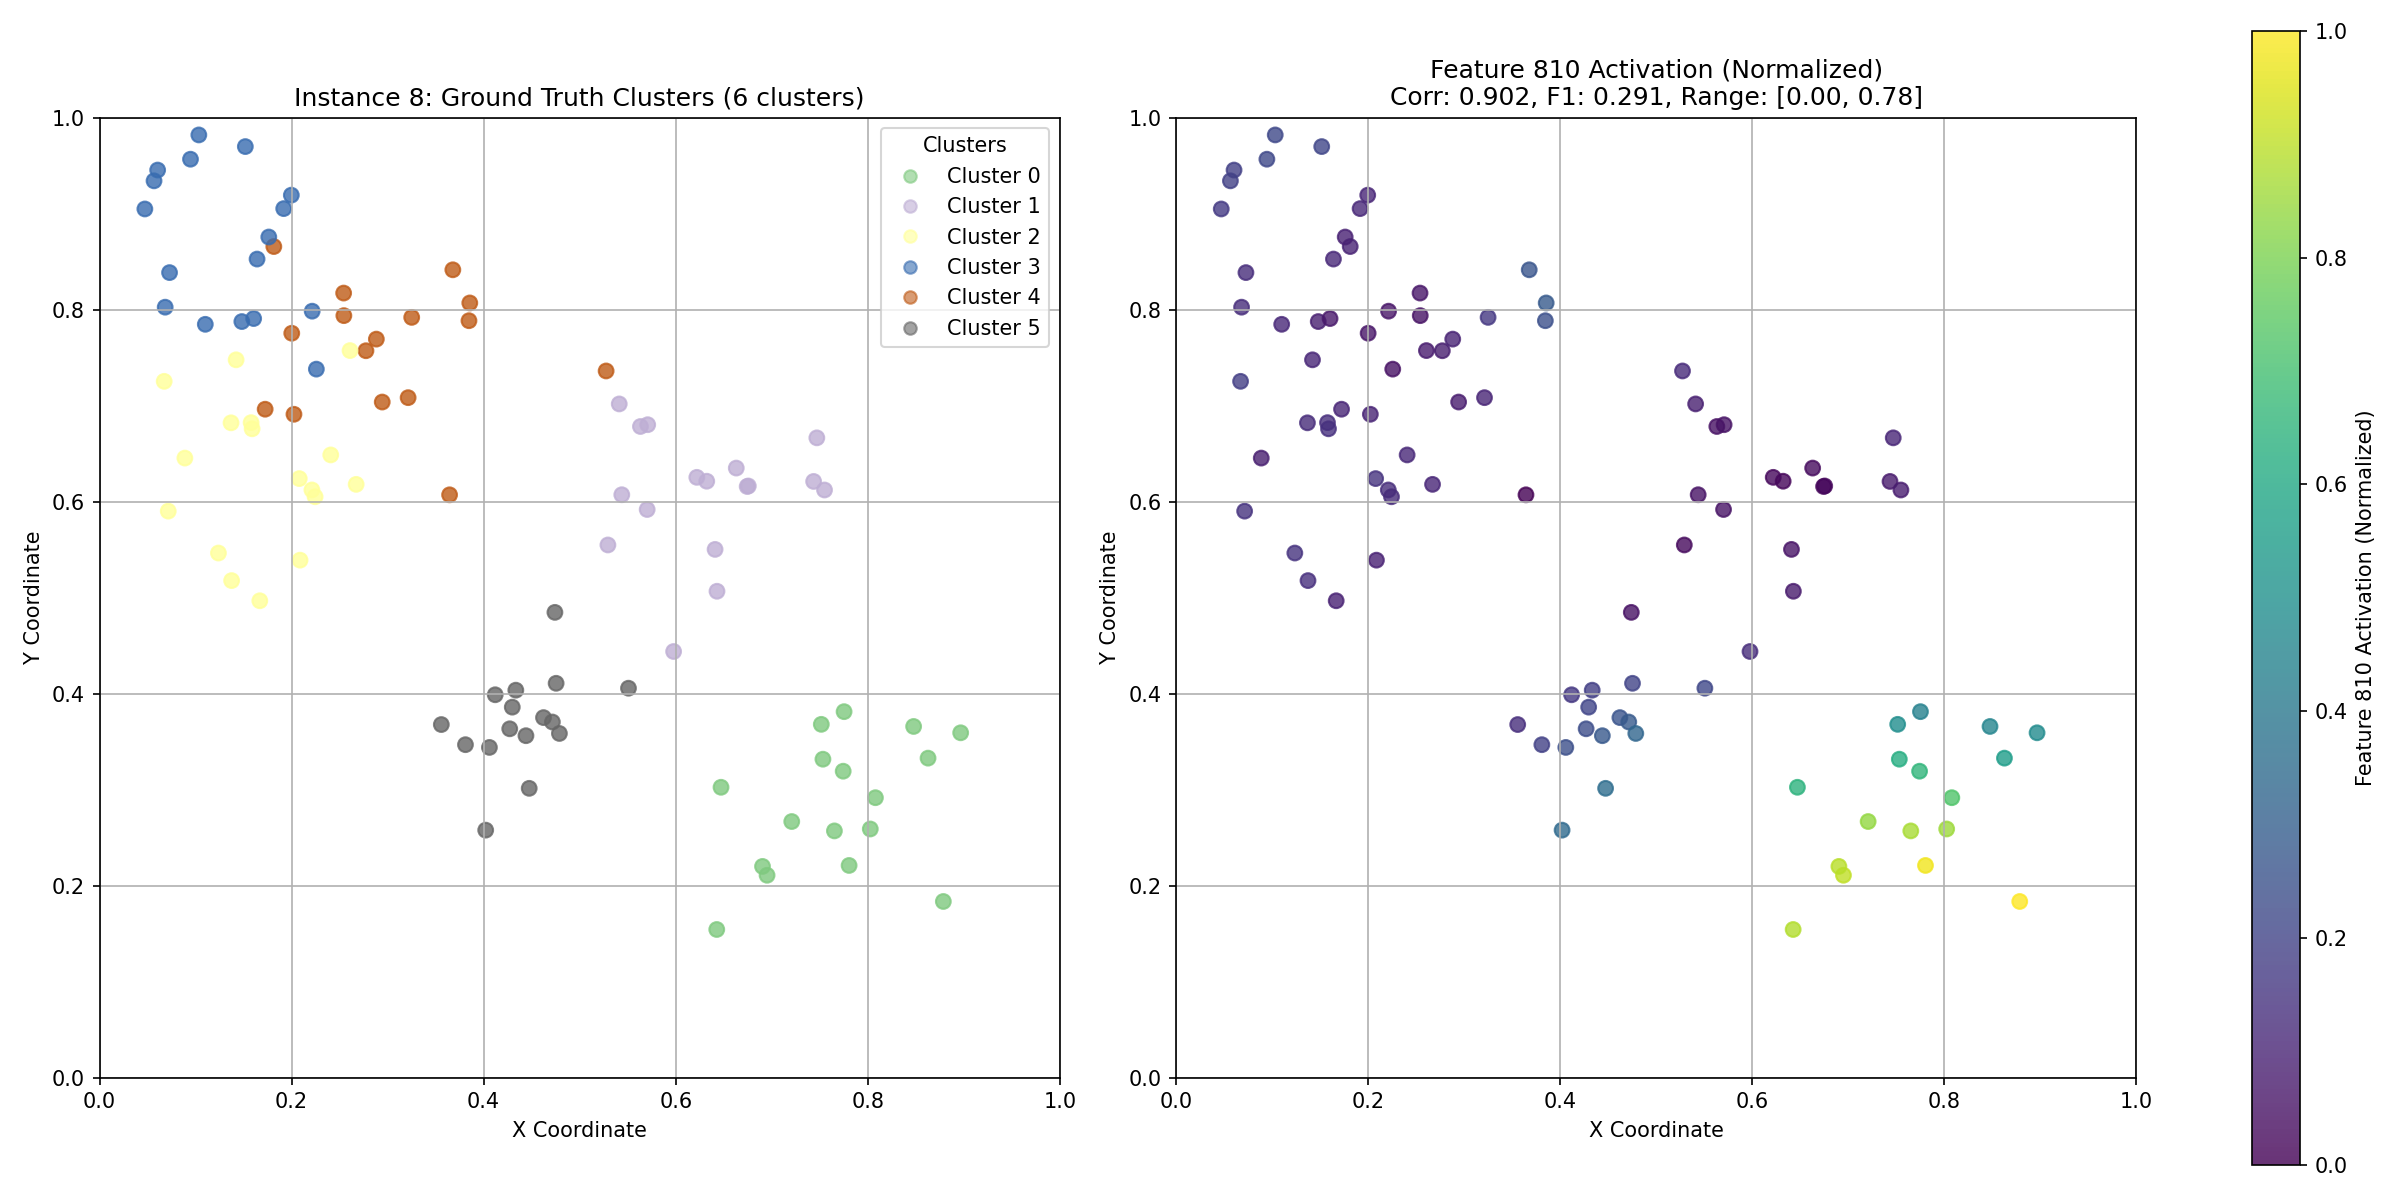 Instance 8: Ground Truth Clusters (6 clusters)
Clusters
Cluster 0
Cluster 1
Cluster 2
Cluster 3
Cluster 4
Cluster 5
1.0
0.8
0.6
0.4
0.2
0.0
Y Coordinate
0.0 0.2 0.4 0.6 0.8 1.0
X Coordinate
Feature 810 Activation (Normalized)
Corr: 0.902, F1: 0.291, Range: [0.00, 0.78]
1.0
0.8
0.6
0.4
0.2
0.0
Y Coordinate
0.0 0.2 0.4 0.6 0.8 1.0
X Coordinate
1.0
0.8
0.6
0.4
0.2
0.0
Feature 810 Activation (Normalized)